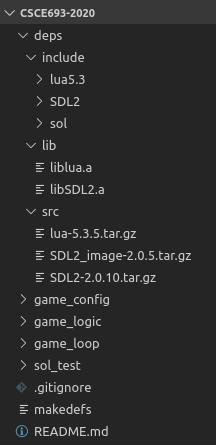 CSCE693-2020
deps
include
lua5.3
SDL2
sol
lib
liblua.a
libSDL2.a
src
lua-5.3.5.tar.gz
SDL2_image-2.0.5.tar.gz
SDL2-2.0.10.tar.gz
game_config
game_logic
game_loop
sol_test
.gitignore
makedefs
README.md